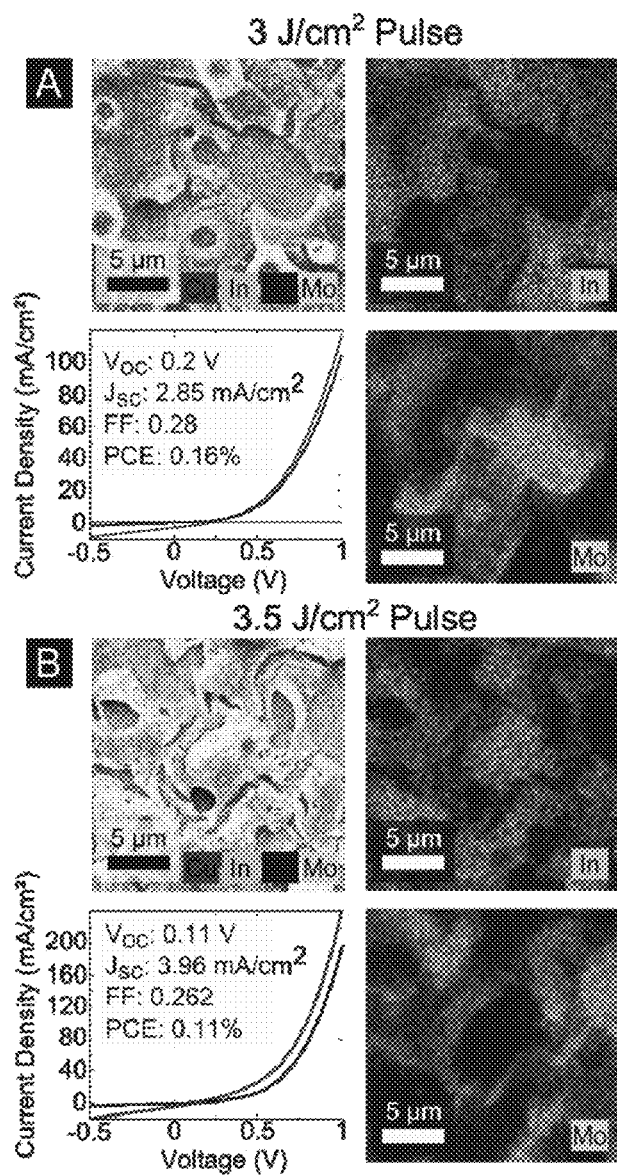 3 J/cm² Pulse
A
5 µm
Cu In Mo
5 µm
In
Current Density (mA/cm²)
100
80
60
40
20
0
V_OC: 0.2 V
J_SC: 2.85 mA/cm²
FF: 0.28
PCE: 0.16%
-0.5 0 0.5 1
Voltage (V)
5 µm
Mo
3.5 J/cm² Pulse
B
5 µm
In Mo
5 µm
In
Current Density (mA/cm²)
200
160
120
80
40
0
V_OC: 0.11 V
J_SC: 3.96 mA/cm²
FF: 0.262
PCE: 0.11%
-0.5 0 0.5 1
Voltage (V)
5 µm
Mo